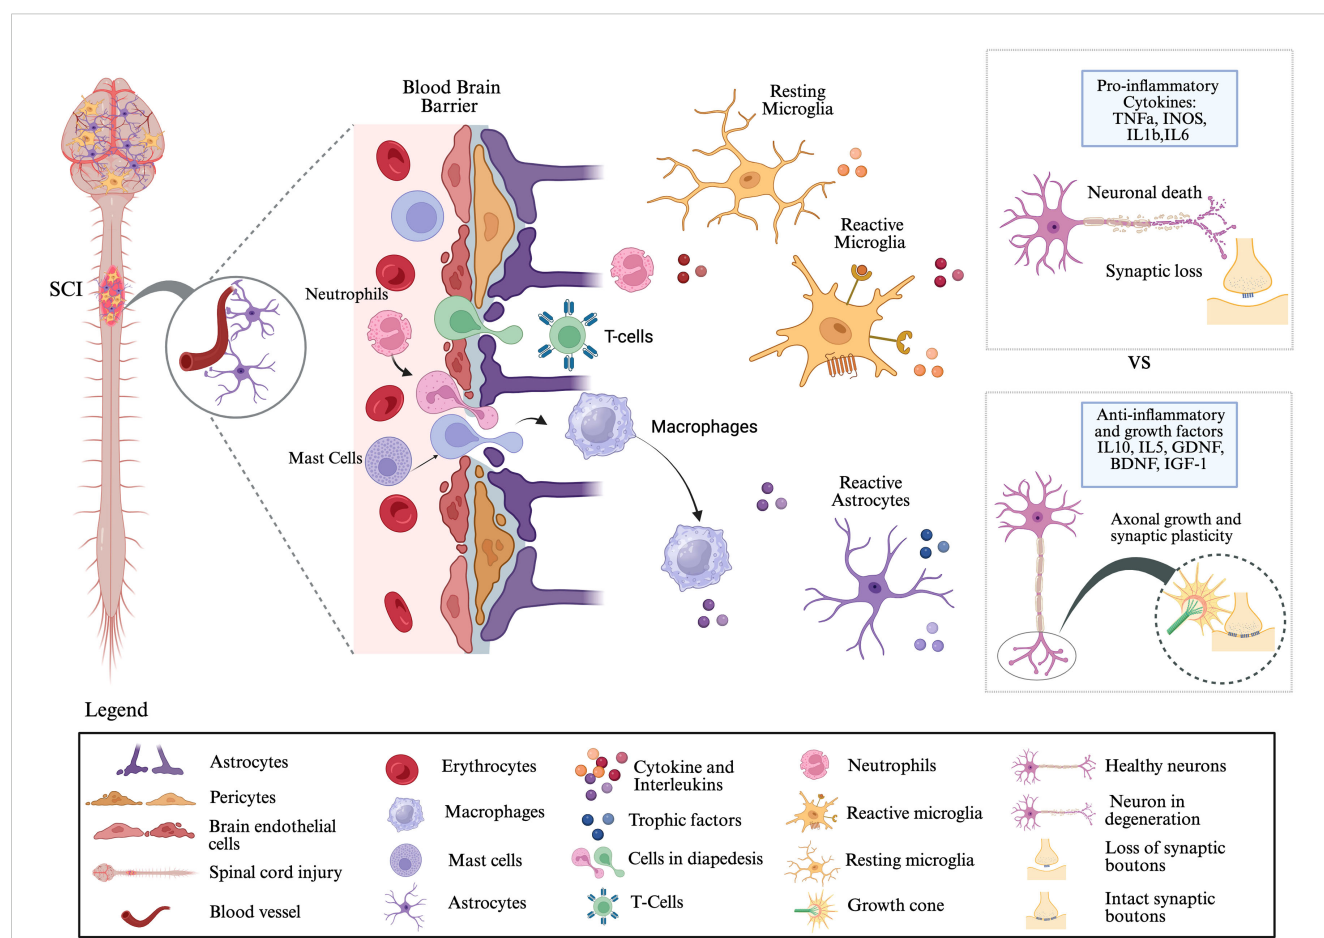 Blood Brain
Barrier
Resting
Microglia
Reactive
Microglia
SCI
Neutrophils
T-cells
Mast Cells
Macrophages
Reactive
Astrocytes
Pro-inflammatory
Cytokines:
TNFa, INOS,
IL1b,IL6
Neuronal death
Synaptic loss
VS
Anti-inflammatory
and growth factors
IL10, IL5, GDNF,
BDNF, IGF-1
Axonal growth and
synaptic plasticity
Legend
Astrocytes
Pericytes
Brain endothelial
cells
Spinal cord injury
Blood vessel
Erythrocytes
Macrophages
Mast cells
Astrocytes
Cytokine and
Interleukins
Trophic factors
Cells in diapedesis
T-Cells
Neutrophils
Reactive microglia
Resting microglia
Growth cone
Healthy neurons
Neuron in
degeneration
Loss of synaptic
boutons
Intact synaptic
boutons